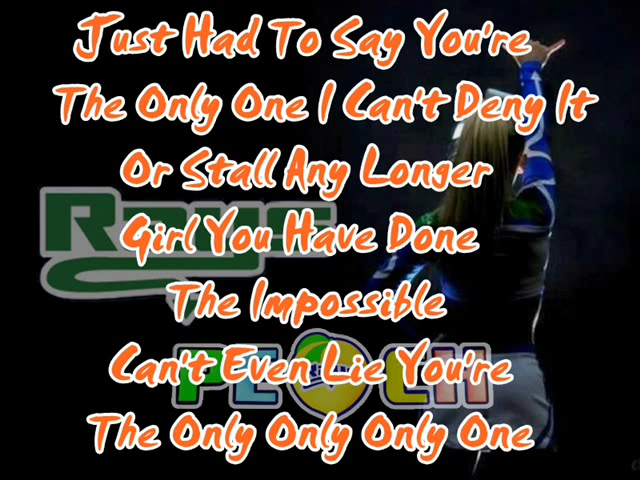 Just Had To Say You're
The Only One I Can't Deny It
Or Stall Any Longer
Girl You Have Done
The Impossible
Can't Even Lie You're
The Only Only Only One